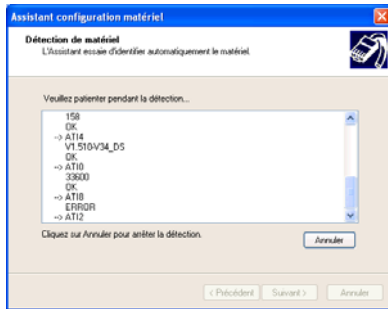 Assistant configuration matériel
Détection de matériel
L'Assistant essaie d'identifier automatiquement le matériel.
Veuillez patienter pendant la détection...
158
OK
-> ATI4
V1.510-V34_DS
OK
-> ATI0
33600
OK
-> ATI8
ERROR
-> ATI2
Cliquez sur Annuler pour arrêter la détection.
Annuler
< Précédent
Suivant >
Annuler